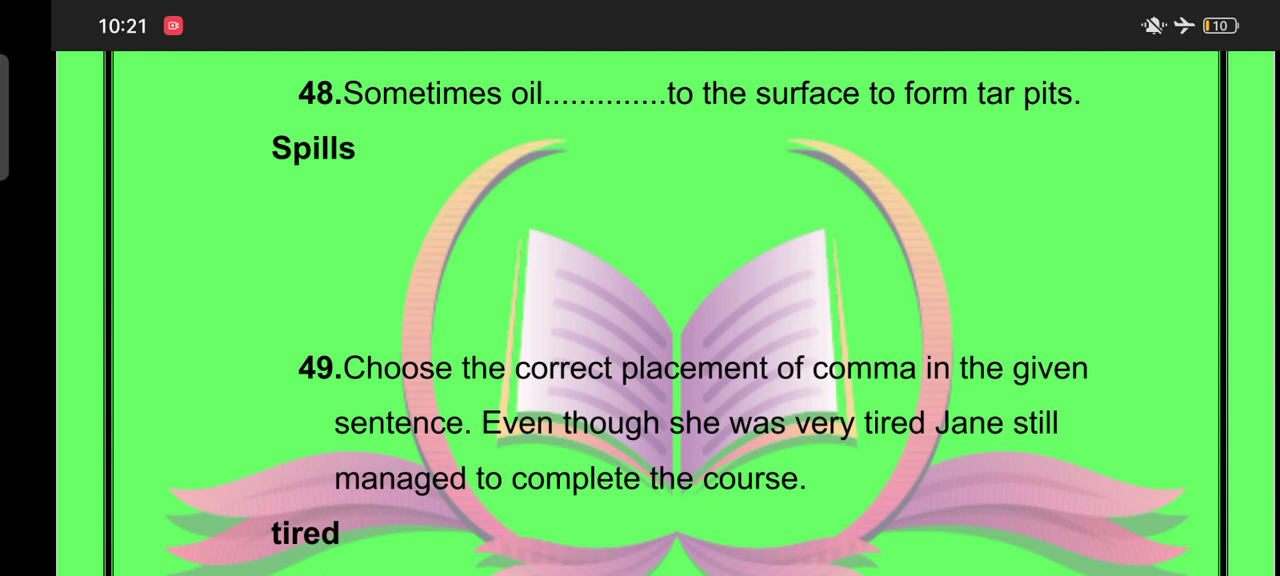 10:21
10
48.Sometimes oil..............to the surface to form tar pits.
Spills
49.Choose the correct placement of comma in the given
sentence. Even though she was very tired Jane still
managed to complete the course.
tired